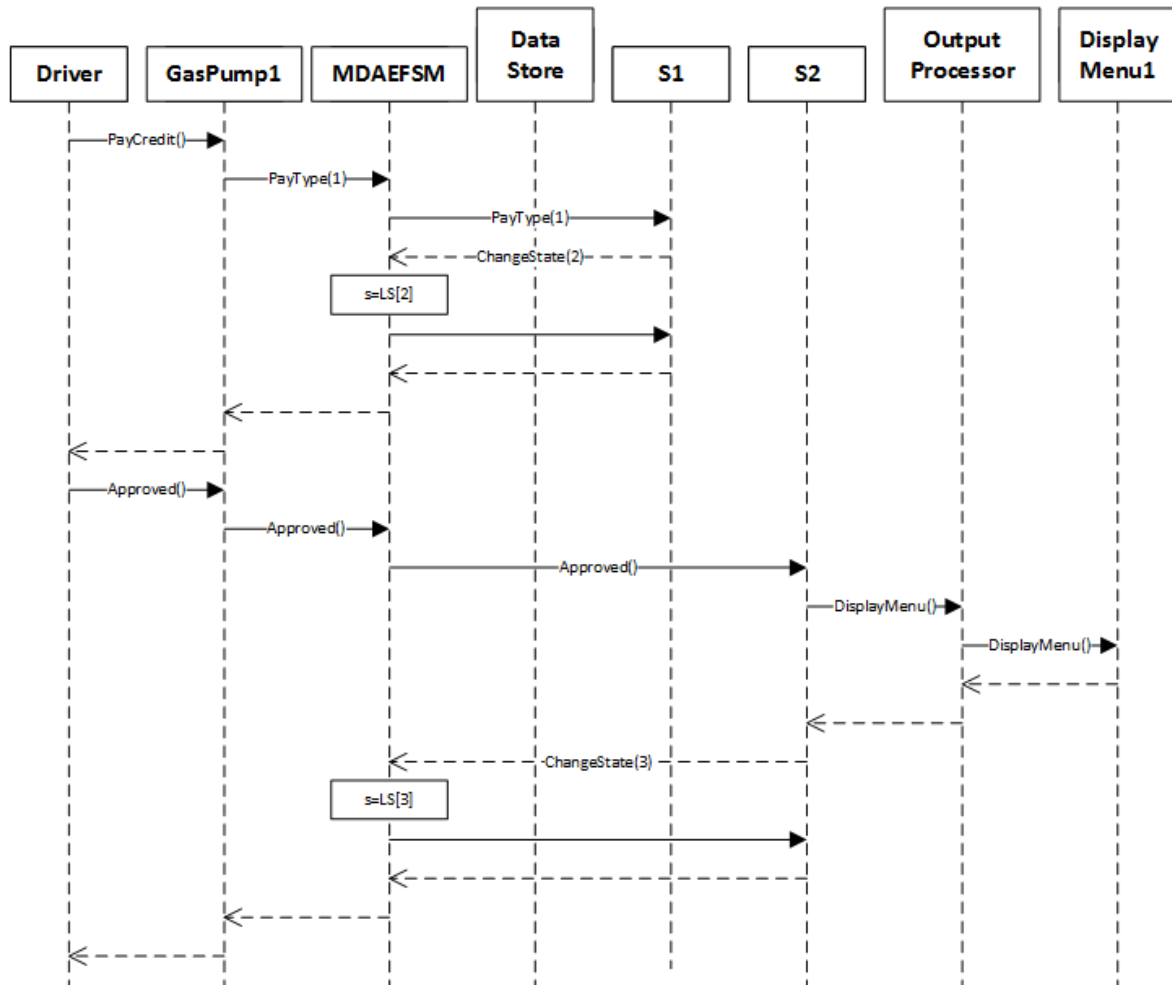 Driver
GasPump1
MDAEFSM
Data
Store
S1
S2
Output
Processor
Display
Menu1
PayCredit()
PayType(1)
PayType(1)
ChangeState(2)
s=LS[2]
Approved()
Approved()
Approved()
DisplayMenu()
DisplayMenu()
ChangeState(3)
s=LS[3]